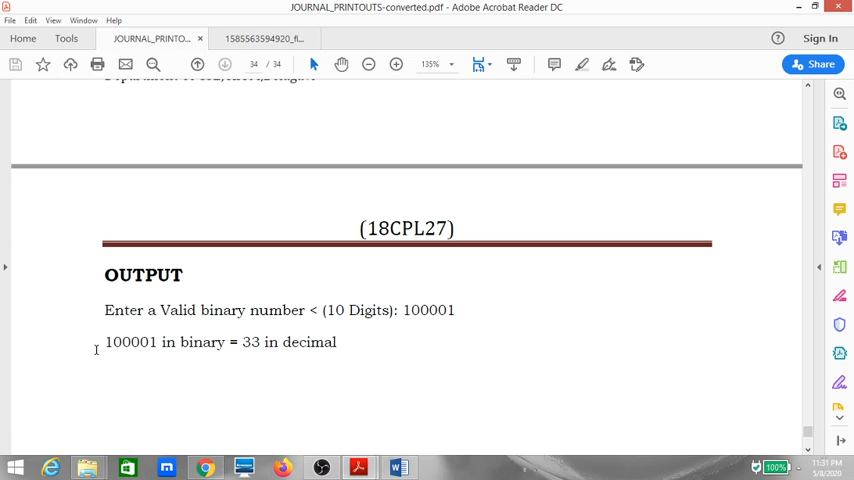 JOURNAL_PRINTOUTS-converted.pdf - Adobe Acrobat Reader DC
File Edit View Window Help
Home Tools JOURNAL_PRINTO... × 1585563594920_fi... Sign In
34 / 34 135% Share
(18CPL27)
OUTPUT
Enter a Valid binary number < (10 Digits): 100001
100001 in binary = 33 in decimal
100% 11:31 PM
5/8/2020